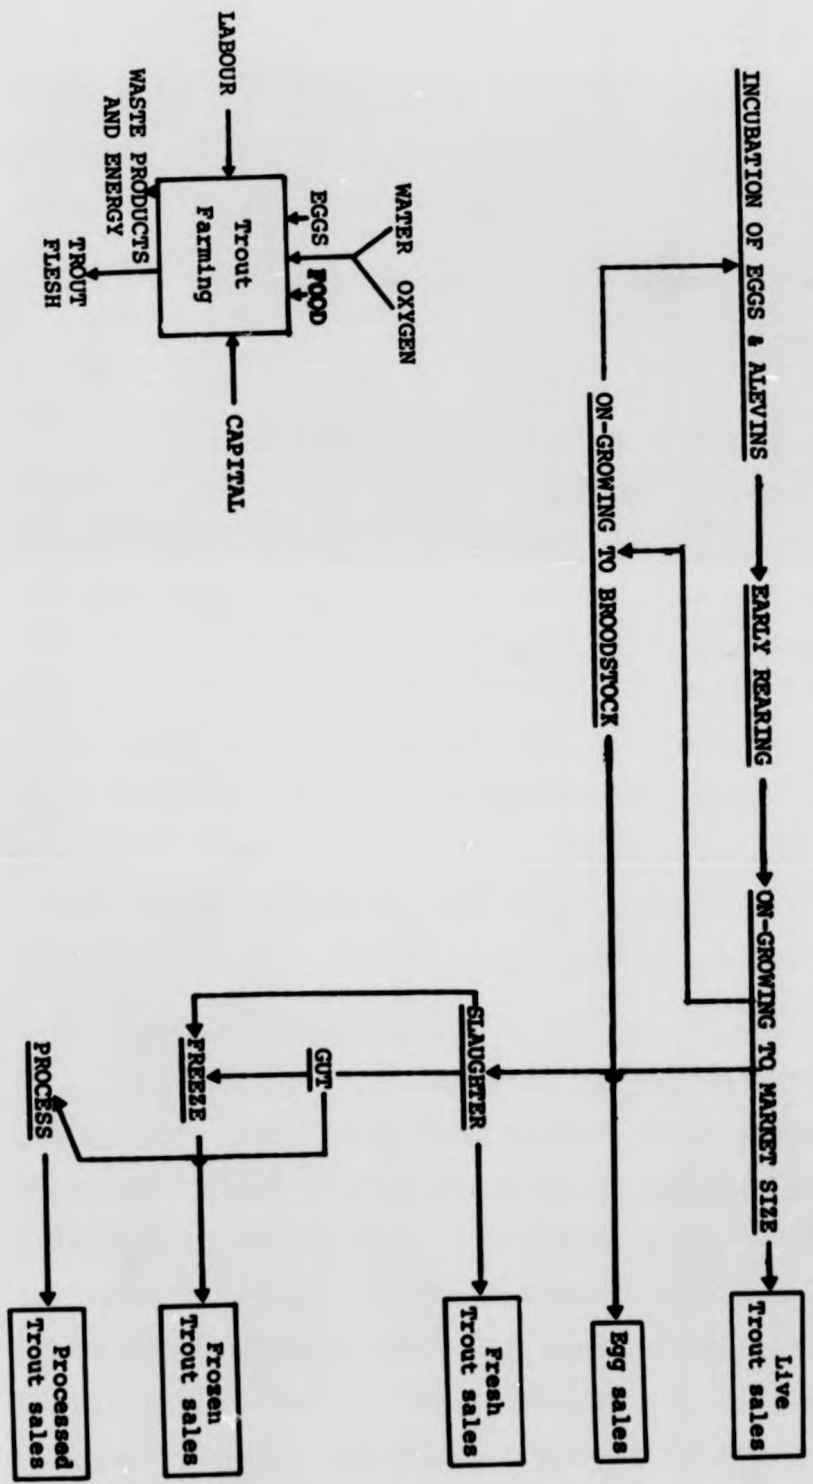 INCUBATION OF EGGS & ALEVINS
EARLY REARING
ON-GROWING TO MARKET SIZE
Live
Trout sales
ON-GROWING TO BROODSTOCK
Egg sales
SLAUGHTER
Fresh
Trout sales
GUT
FREEZE
Frozen
Trout sales
PROCESS
Processed
Trout sales
WATER OXYGEN
EGGS
FOOD
LABOUR
Trout
Farming
CAPITAL
WASTE PRODUCTS
AND ENERGY
TROUT
FLESH